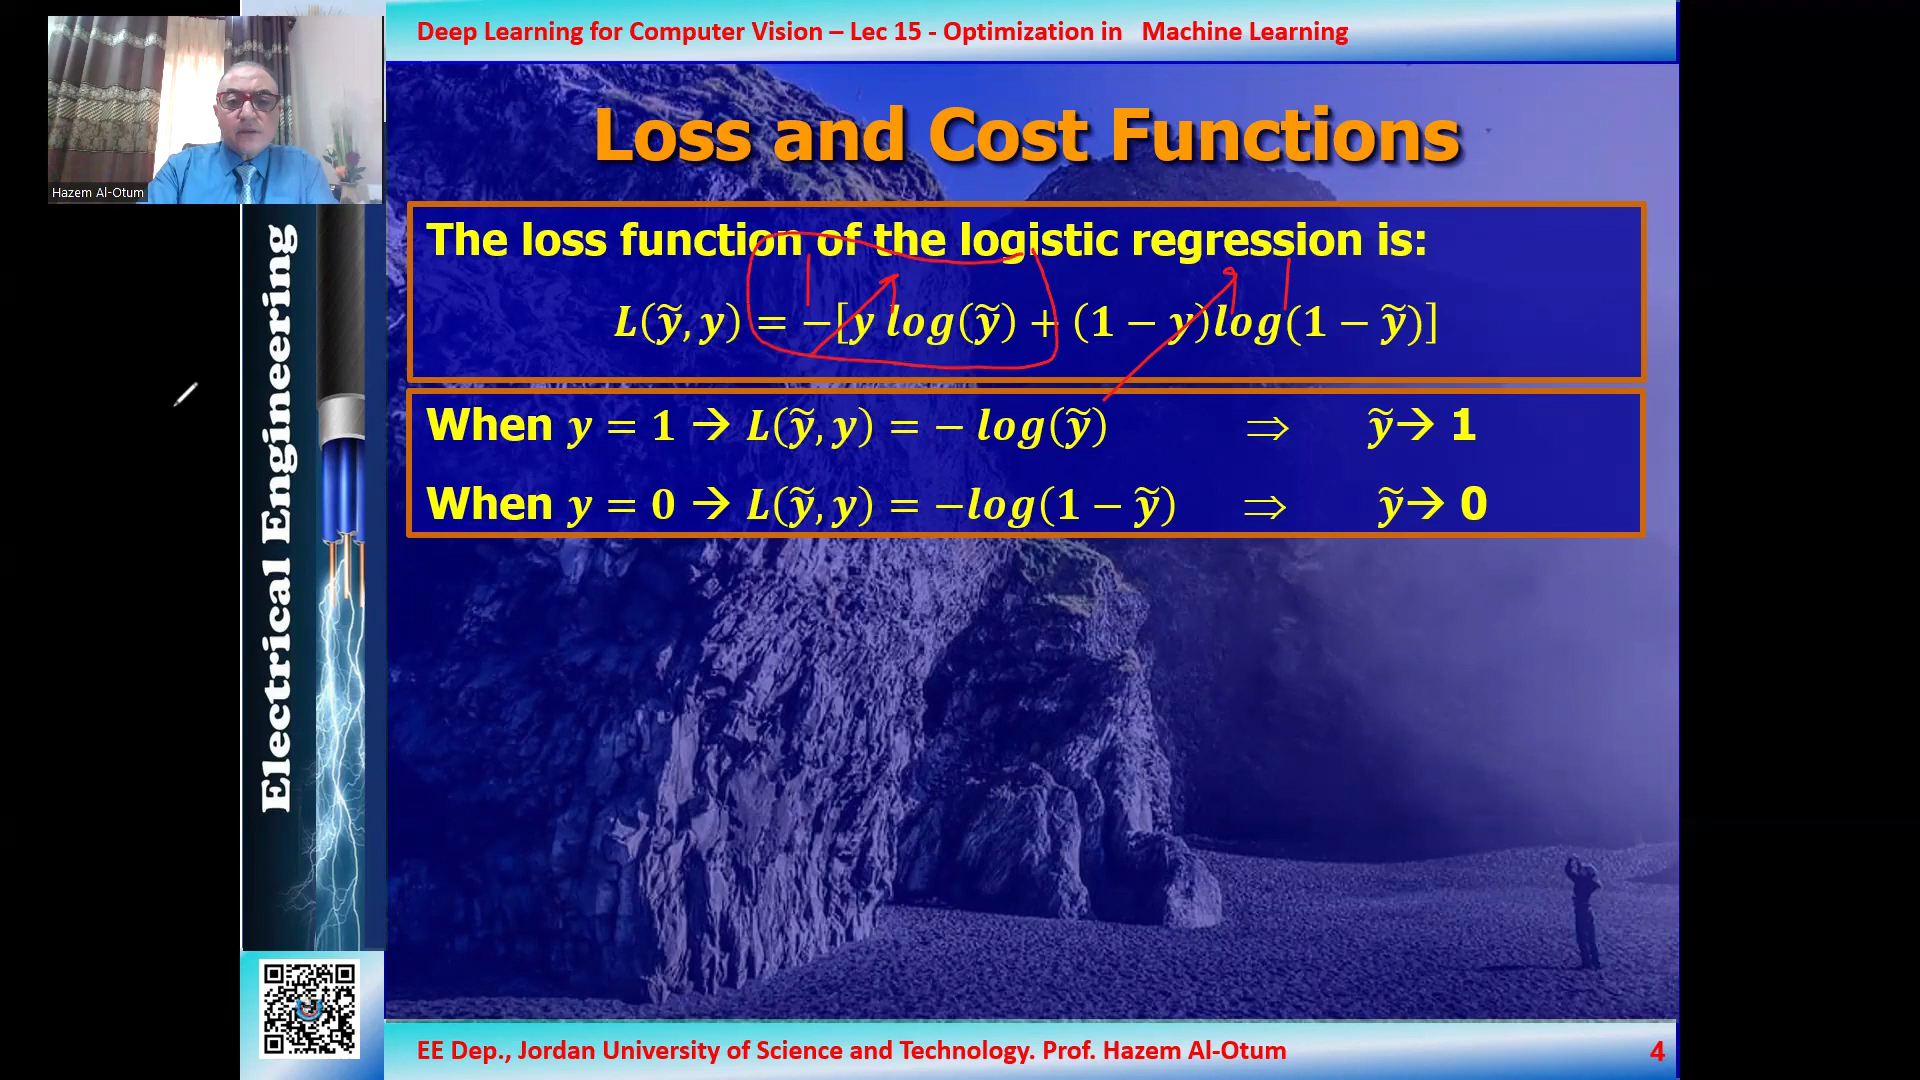 Deep Learning for Computer Vision – Lec 15 - Optimization in Machine Learning
Hazem Al-Otum
Electrical Engineering
Loss and Cost Functions
The loss function of the logistic regression is:
L(ỹ, y) = −[y log(ỹ) + (1 − y)log(1 − ỹ)]
When y = 1 → L(ỹ, y) = − log(ỹ) ⇒ ỹ→ 1
When y = 0 → L(ỹ, y) = −log(1 − ỹ) ⇒ ỹ→ 0
EE Dep., Jordan University of Science and Technology. Prof. Hazem Al-Otum
4